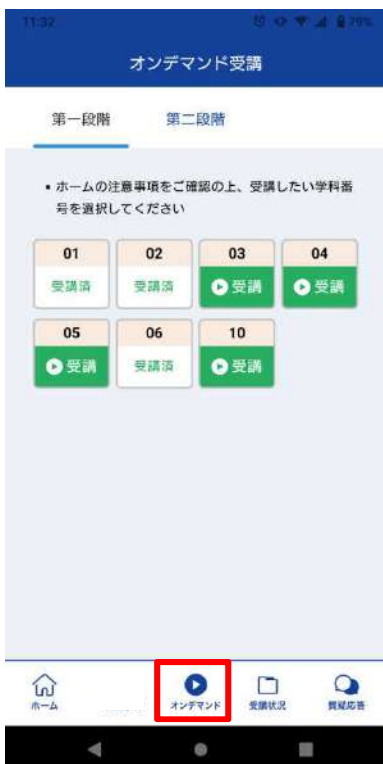 11:32 79%
オンデマンド受講
第一段階 第二段階
• ホームの注意事項をご確認の上、受講したい学科番
号を選択してください
01 02 03 04
受講済 受講済 受講 受講
05 06 10
受講 受講済 受講
ホーム オンデマンド 受講状況 質疑応答